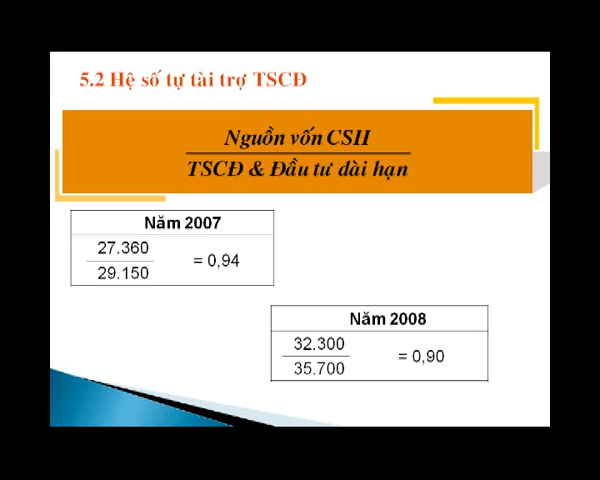 5.2 Hệ số tự tài trợ TSCĐ
Nguồn vốn CSH
TSCĐ & Đầu tư dài hạn
Năm 2007
27.360
29.150
= 0,94
Năm 2008
32.300
35.700
= 0,90